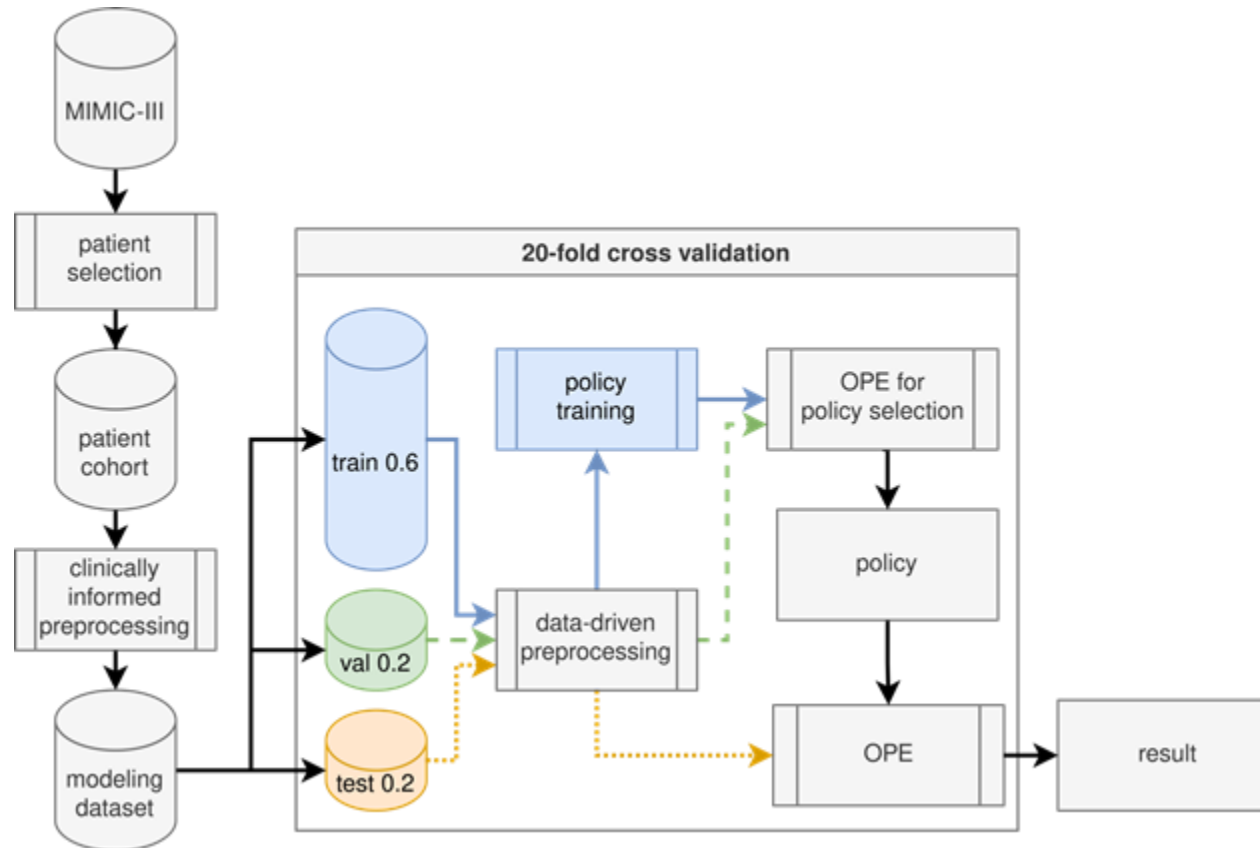 MIMIC-III
patient
selection
patient
cohort
clinically
informed
preprocessing
modeling
dataset
20-fold cross validation
train 0.6
val 0.2
test 0.2
policy
training
data-driven
preprocessing
OPE for
policy selection
policy
OPE
result